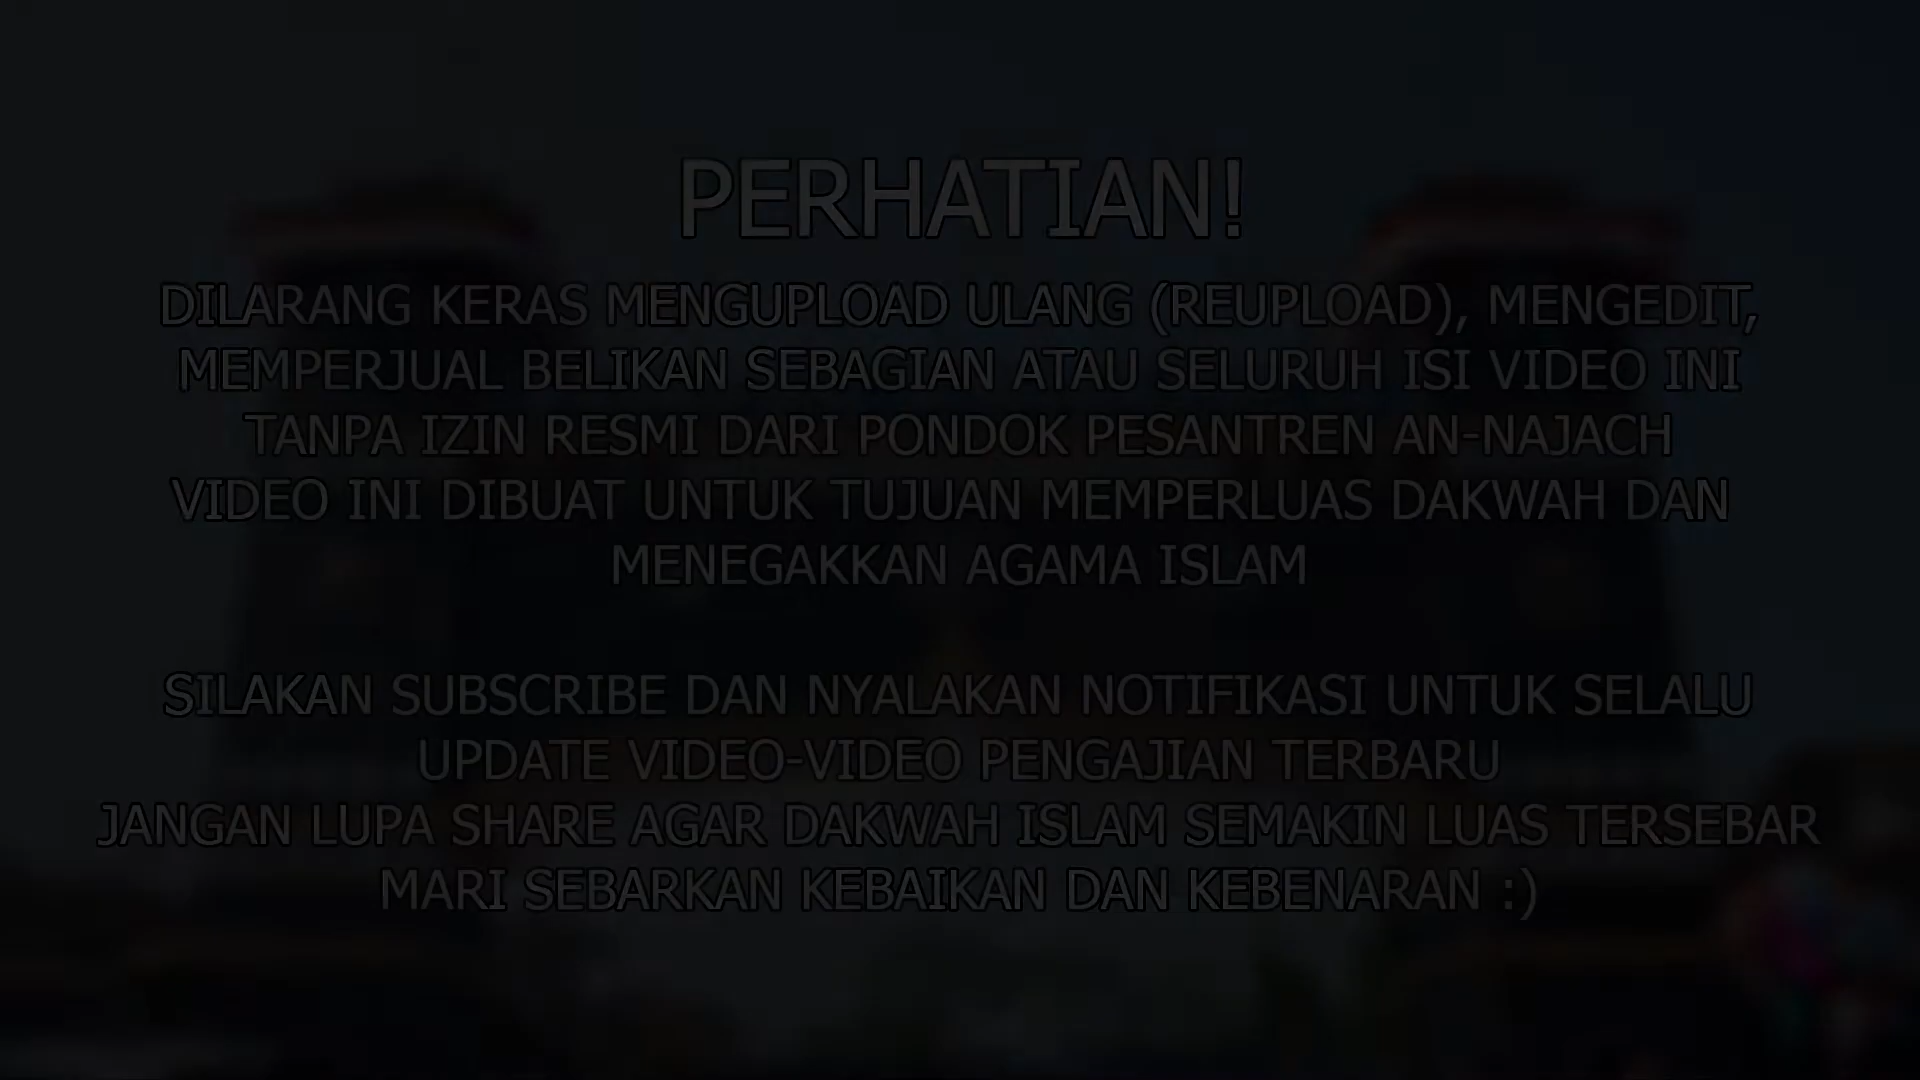 PERHATIAN!
DILARANG KERAS MENGUPLOAD ULANG (REUPLOAD), MENGEDIT,
MEMPERJUAL BELIKAN SEBAGIAN ATAU SELURUH ISI VIDEO INI
TANPA IZIN RESMI DARI PONDOK PESANTREN AN-NAJACH
VIDEO INI DIBUAT UNTUK TUJUAN MEMPERLUAS DAKWAH DAN
MENEGAKKAN AGAMA ISLAM
SILAKAN SUBSCRIBE DAN NYALAKAN NOTIFIKASI UNTUK SELALU
UPDATE VIDEO-VIDEO PENGAJIAN TERBARU
JANGAN LUPA SHARE AGAR DAKWAH ISLAM SEMAKIN LUAS TERSEBAR
MARI SEBARKAN KEBAIKAN DAN KEBENARAN :)